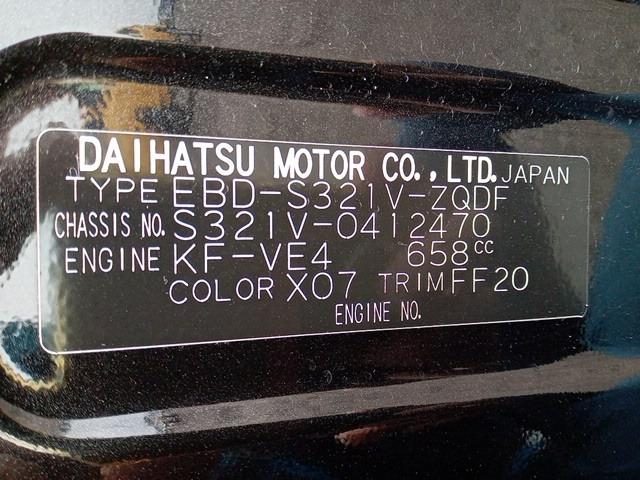 DAIHATSU MOTOR CO.,LTD. JAPAN
TYPE EBD-S321V-ZQDF
CHASSIS NO. S321V-0412470
ENGINE KF-VE4 658cc
COLOR X07 TRIM FF20
ENGINE NO.